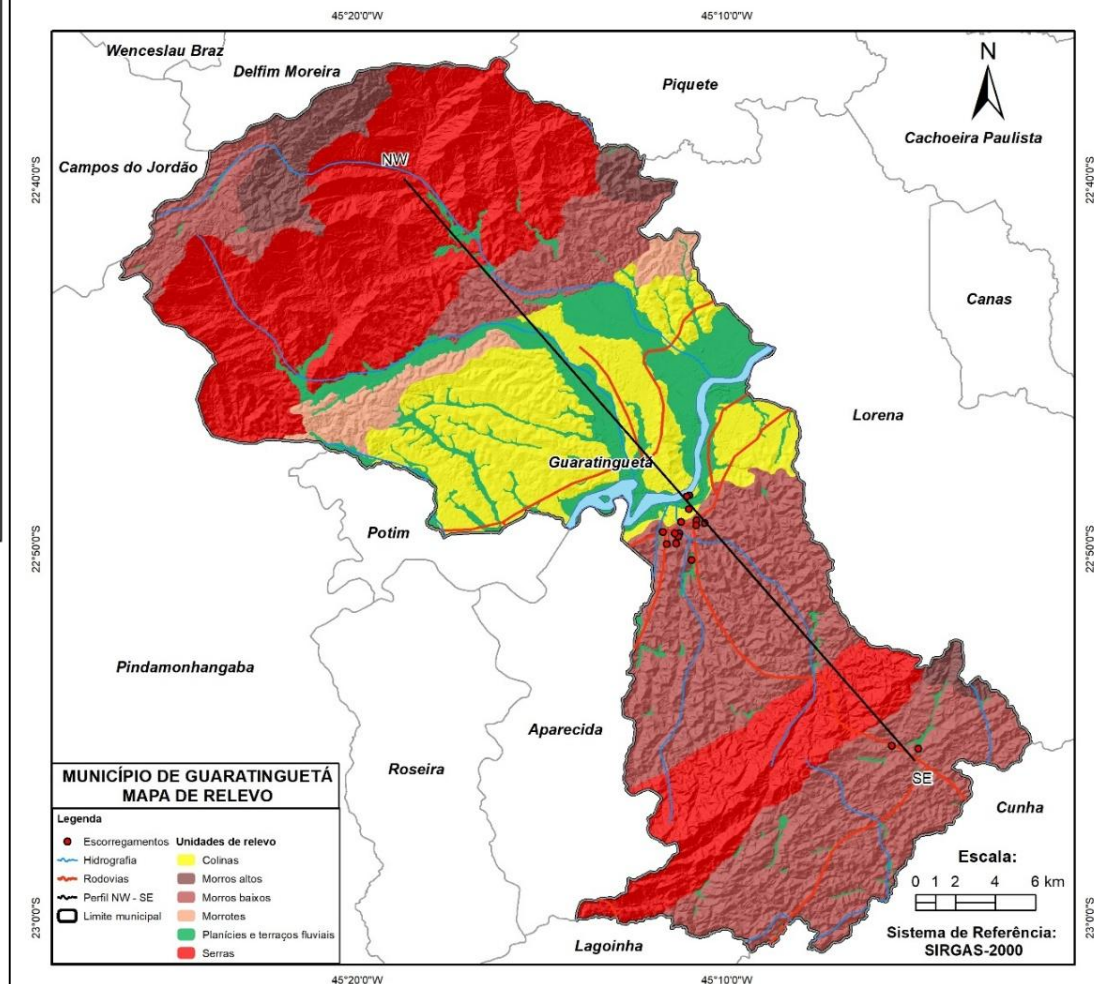 45°20'0"W
45°10'0"W
Wenceslau Braz
Delfim Moreira
Piquete
N
Cachoeira Paulista
Campos do Jordão
NW
22°40'0"S
22°40'0"S
Canas
Lorena
Guaratinguetá
Potim
22°50'0"S
22°50'0"S
Pindamonhangaba
Aparecida
Roseira
SE
Cunha
MUNICÍPIO DE GUARATINGUETÁ
MAPA DE RELEVO
Legenda
Escorregamentos
Hidrografia
Rodovias
Perfil NW - SE
Limite municipal
Unidades de relevo
Colinas
Morros altos
Morros baixos
Morrotes
Planícies e terraços fluviais
Serras
Escala:
0 1 2 4 6 km
Sistema de Referência:
SIRGAS-2000
Lagoinha
23°0'0"S
23°0'0"S
45°20'0"W
45°10'0"W